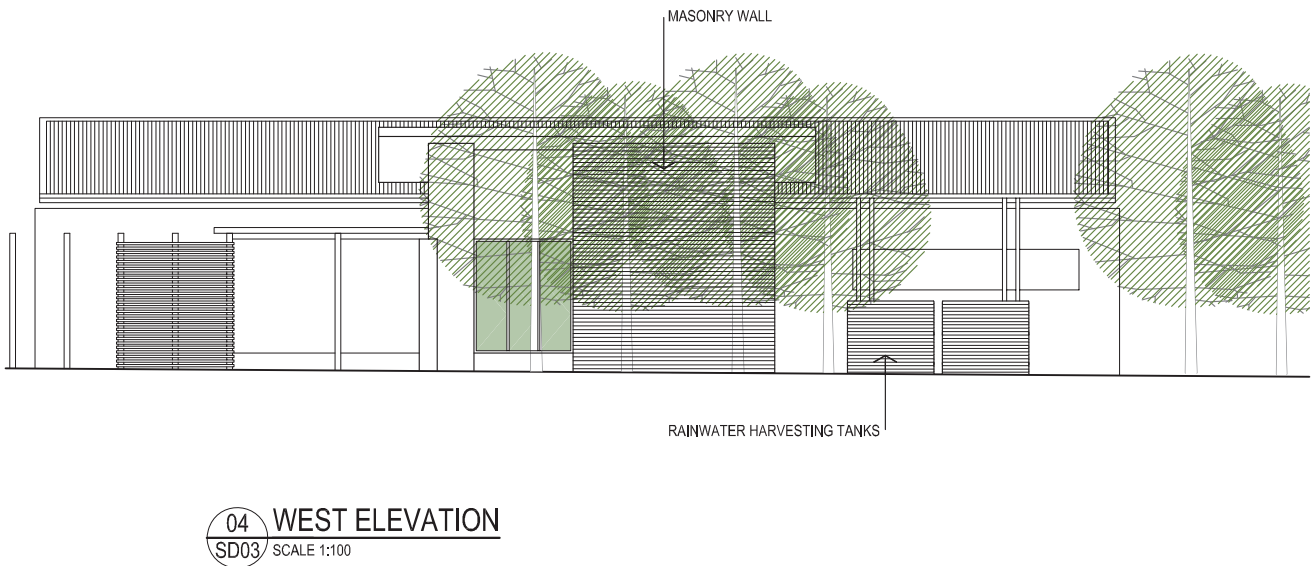 MASONRY WALL
RAINWATER HARVESTING TANKS
04 WEST ELEVATION
SD03 SCALE 1:100